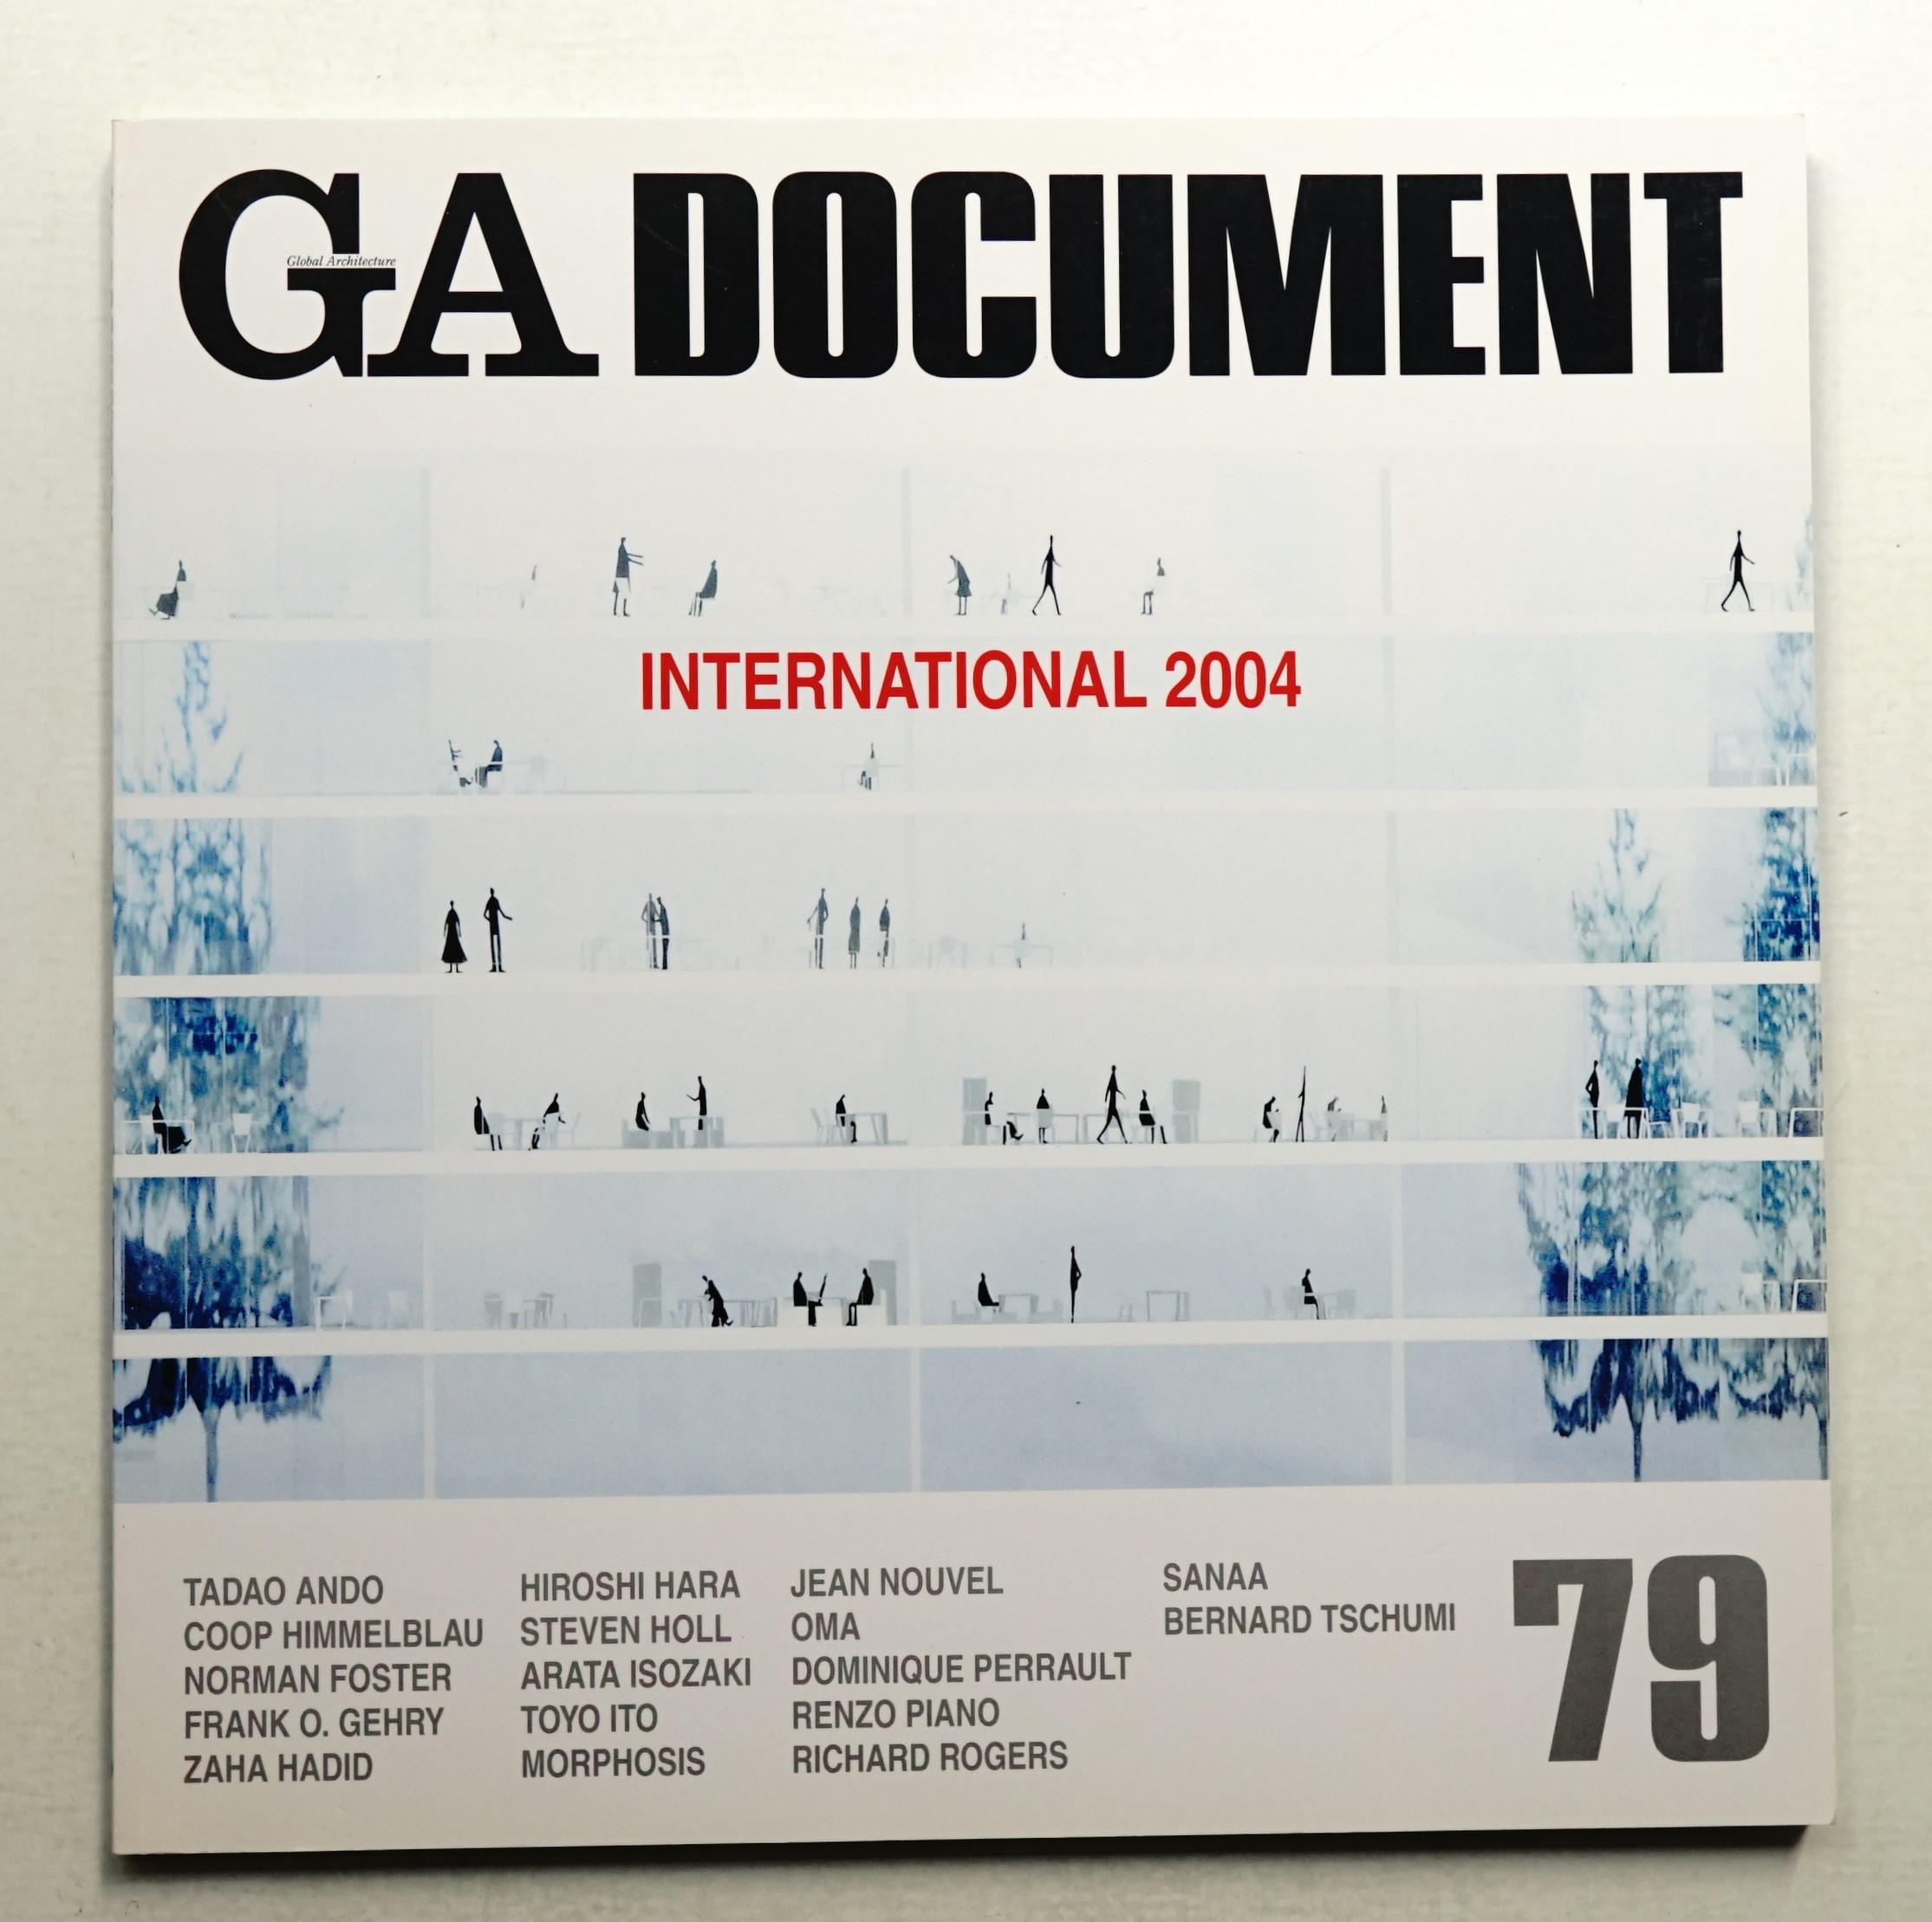 GA DOCUMENT
Global Architecture
INTERNATIONAL 2004
TADAO ANDO
COOP HIMMELBLAU
NORMAN FOSTER
FRANK O. GEHRY
ZAHA HADID
HIROSHI HARA
STEVEN HOLL
ARATA ISOZAKI
TOYO ITO
MORPHOSIS
JEAN NOUVEL
OMA
DOMINIQUE PERRAULT
RENZO PIANO
RICHARD ROGERS
SANAA
BERNARD TSCHUMI
79